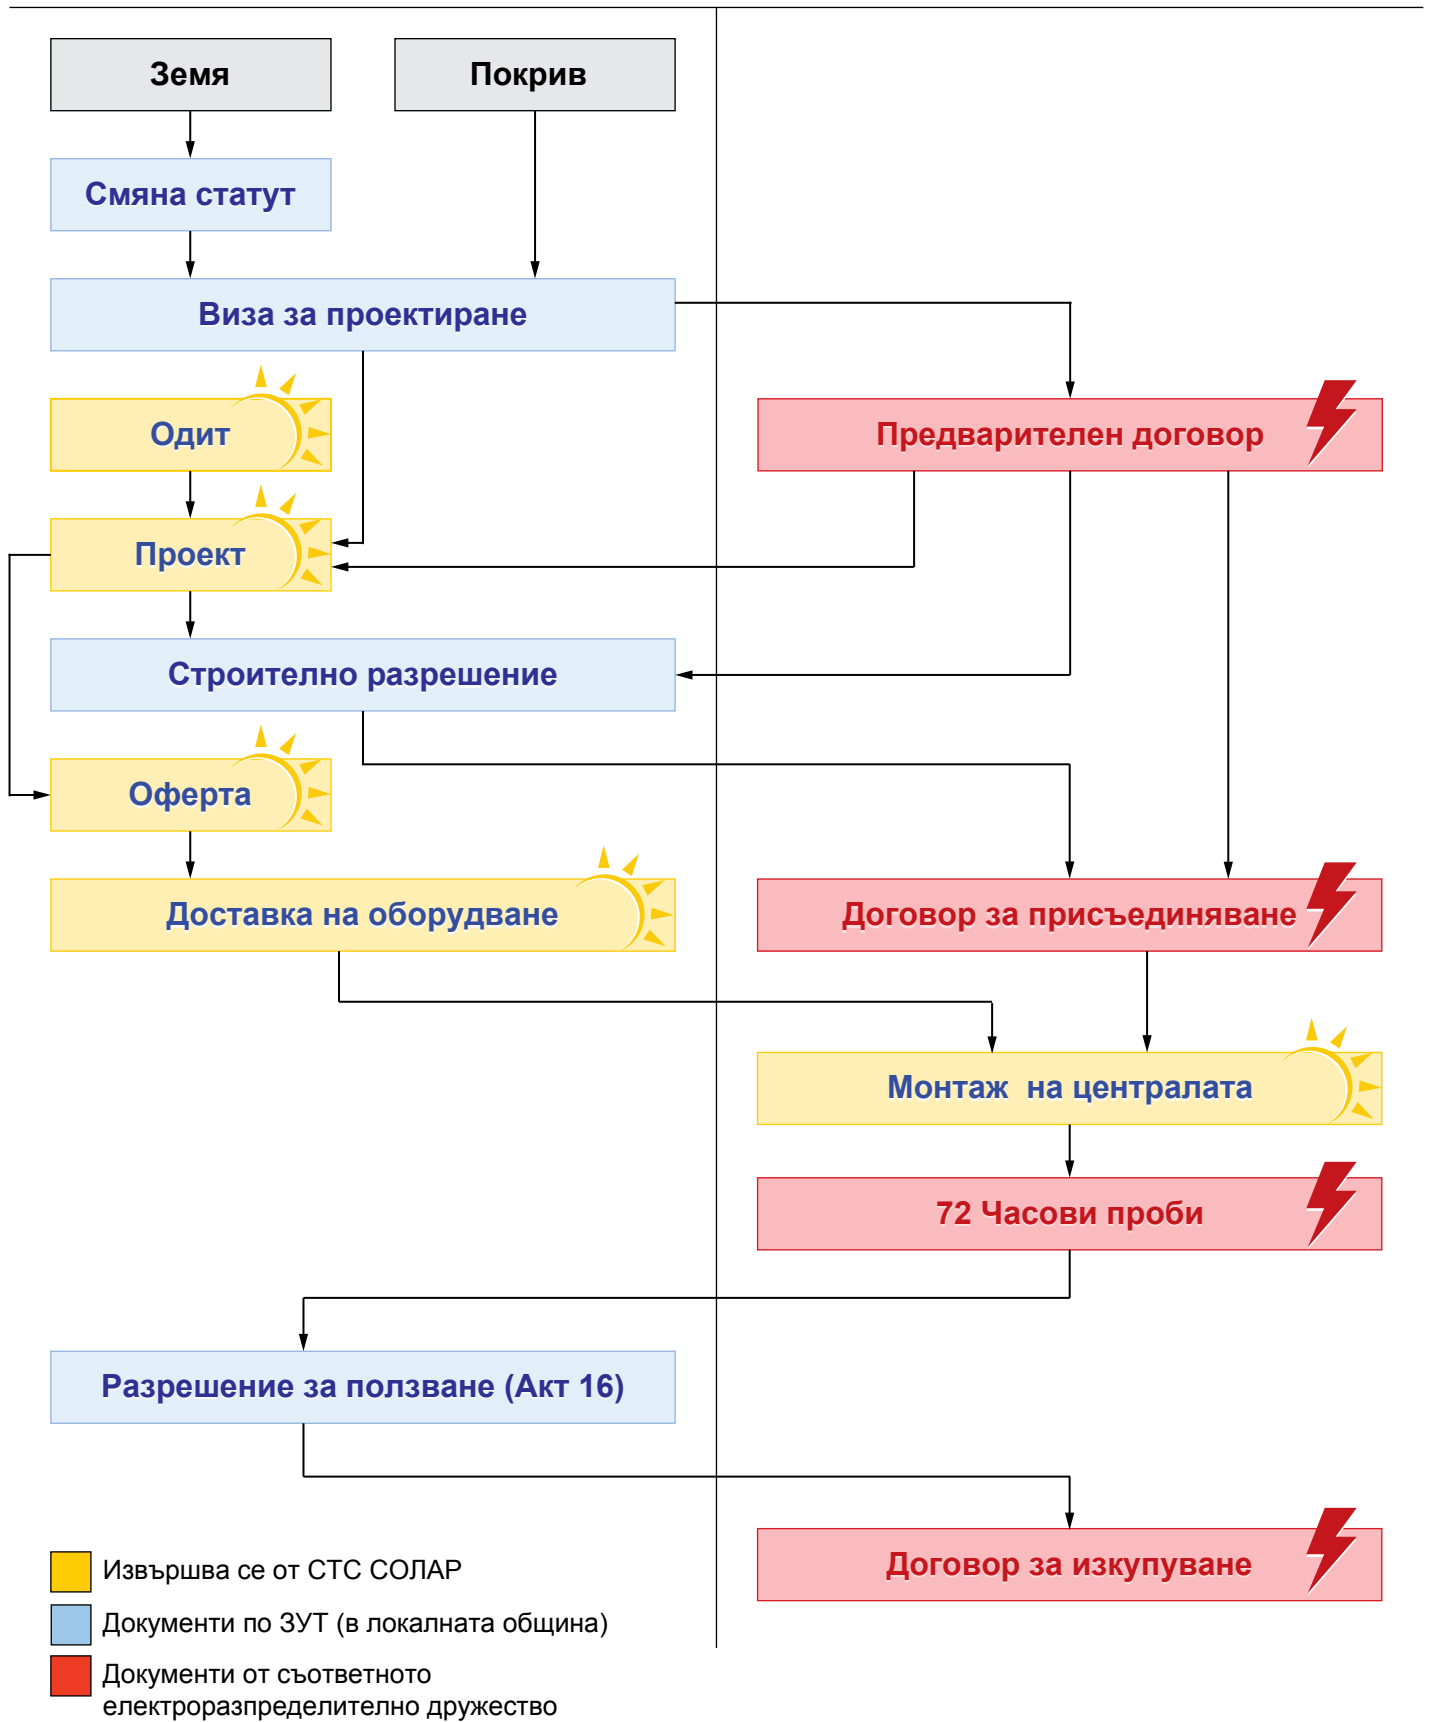 Земя
Покрив
Смяна статут
Виза за проектиране
Одит
Предварителен договор
Проект
Строително разрешение
Оферта
Доставка на оборудване
Договор за присъединяване
Монтаж на централата
72 Часови проби
Разрешение за ползване (Акт 16)
Договор за изкупуване
Извършва се от СТС СОЛАР
Документи по ЗУТ (в локалната община)
Документи от съответното
електроразпределително дружество